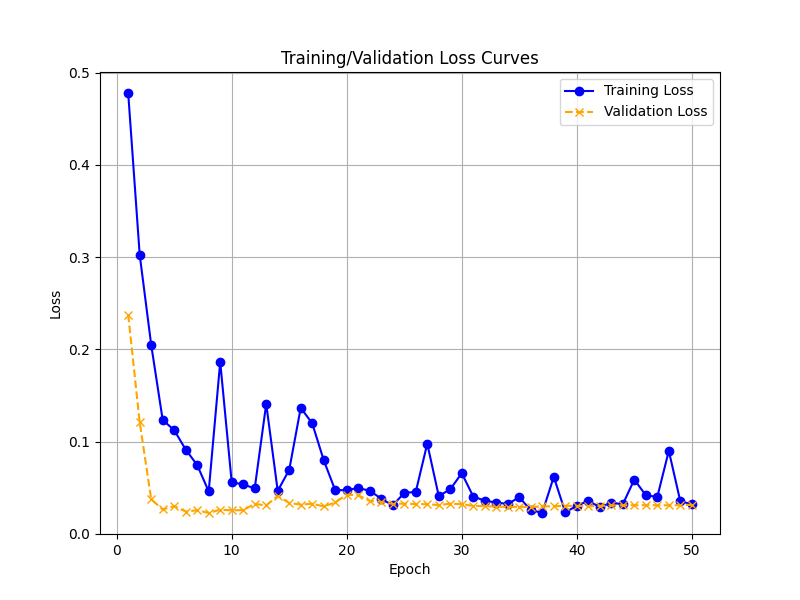 Training/Validation Loss Curves
Training Loss
Validation Loss
0.5
0.4
0.3
0.2
0.1
0.0
Loss
0 10 20 30 40 50
Epoch